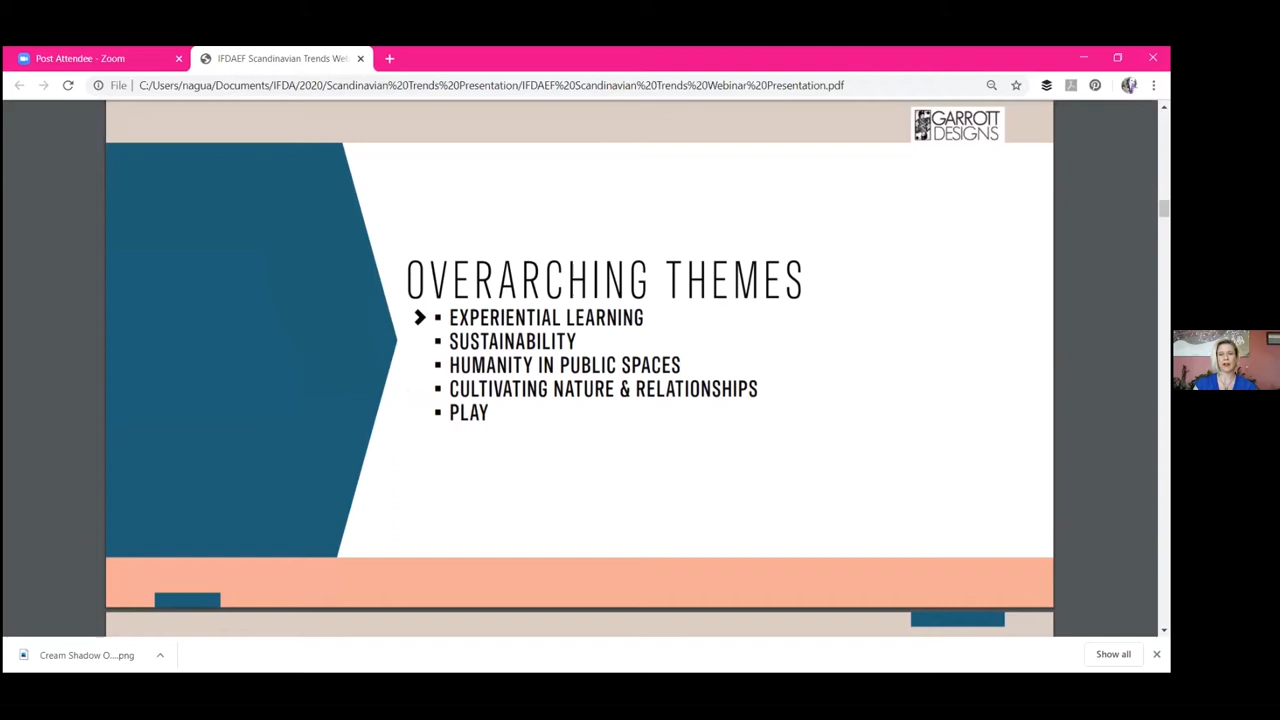 Post Attendee - Zoom
IFDAEF Scandinavian Trends Wel
File
C:/Users/nagua/Documents/IFDA/2020/Scandinavian%20Trends%20Presentation/IFDAEF%20Scandinavian%20Trends%20Webinar%20Presentation.pdf
GARROTT
DESIGNS
OVERARCHING THEMES
EXPERIENTIAL LEARNING
SUSTAINABILITY
HUMANITY IN PUBLIC SPACES
CULTIVATING NATURE & RELATIONSHIPS
PLAY
Cream Shadow O....png
Show all